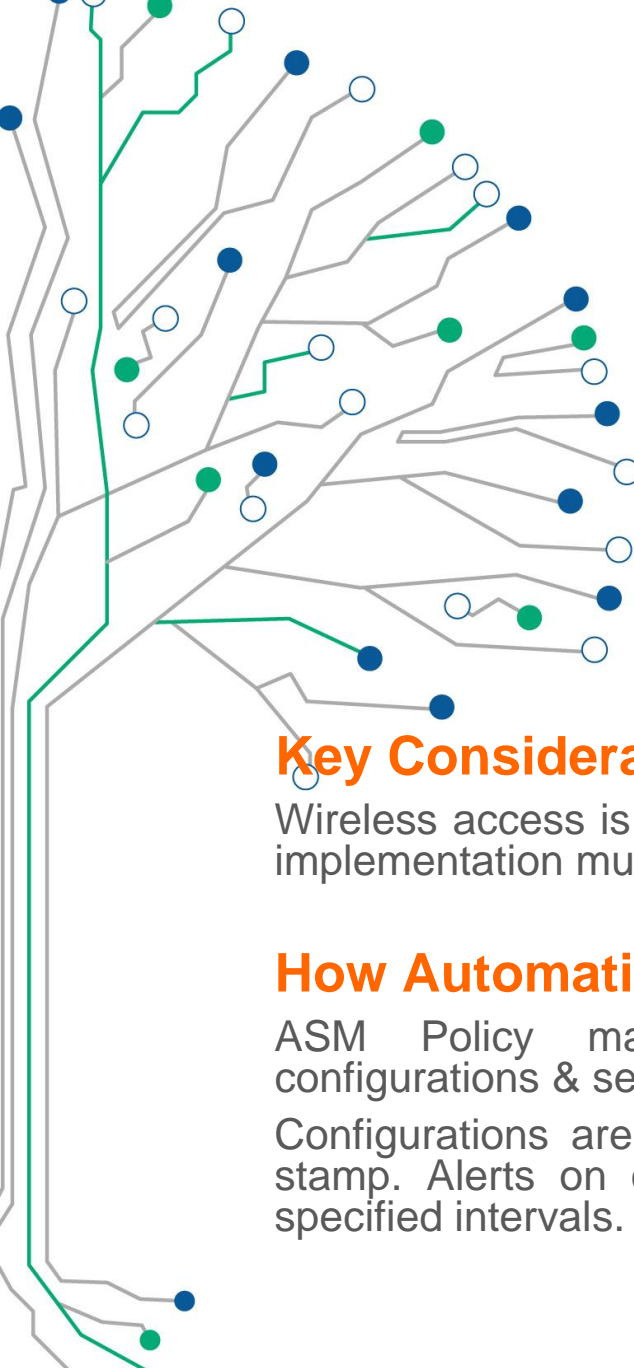 Key Considera
Wireless access is
implementation mu
How Automati
ASM Policy ma
configurations & se
Configurations are
stamp. Alerts on
specified intervals.